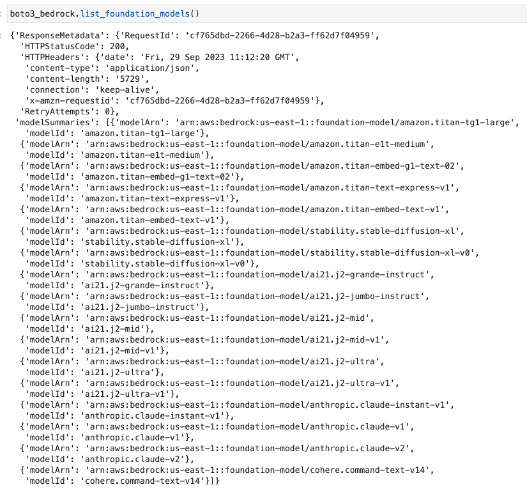 boto3_bedrock.list_foundation_models()
{'ResponseMetadata': {'RequestId': 'cf765dbd-2266-4d28-b2a3-ff62d7f04959',
'HTTPStatusCode': 200,
'HTTPHeaders': {'date': 'Fri, 29 Sep 2023 11:12:20 GMT',
'content-type': 'application/json',
'content-length': '5729',
'connection': 'keep-alive',
'x-amzn-requestid': 'cf765dbd-2266-4d28-b2a3-ff62d7f04959'},
'RetryAttempts': 0},
'modelSummaries': [{'modelArn': 'arn:aws:bedrock:us-east-1::foundation-model/amazon.titan-tg1-large',
'modelId': 'amazon.titan-tg1-large'},
{'modelArn': 'arn:aws:bedrock:us-east-1::foundation-model/amazon.titan-e1t-medium',
'modelId': 'amazon.titan-e1t-medium'},
{'modelArn': 'arn:aws:bedrock:us-east-1::foundation-model/amazon.titan-embed-g1-text-02',
'modelId': 'amazon.titan-embed-g1-text-02'},
{'modelArn': 'arn:aws:bedrock:us-east-1::foundation-model/amazon.titan-text-express-v1',
'modelId': 'amazon.titan-text-express-v1'},
{'modelArn': 'arn:aws:bedrock:us-east-1::foundation-model/amazon.titan-embed-text-v1',
'modelId': 'amazon.titan-embed-text-v1'},
{'modelArn': 'arn:aws:bedrock:us-east-1::foundation-model/stability.stable-diffusion-xl',
'modelId': 'stability.stable-diffusion-xl'},
{'modelArn': 'arn:aws:bedrock:us-east-1::foundation-model/stability.stable-diffusion-xl-v0',
'modelId': 'stability.stable-diffusion-xl-v0'},
{'modelArn': 'arn:aws:bedrock:us-east-1::foundation-model/ai21.j2-grande-instruct',
'modelId': 'ai21.j2-grande-instruct'},
{'modelArn': 'arn:aws:bedrock:us-east-1::foundation-model/ai21.j2-jumbo-instruct',
'modelId': 'ai21.j2-jumbo-instruct'},
{'modelArn': 'arn:aws:bedrock:us-east-1::foundation-model/ai21.j2-mid',
'modelId': 'ai21.j2-mid'},
{'modelArn': 'arn:aws:bedrock:us-east-1::foundation-model/ai21.j2-mid-v1',
'modelId': 'ai21.j2-mid-v1'},
{'modelArn': 'arn:aws:bedrock:us-east-1::foundation-model/ai21.j2-ultra',
'modelId': 'ai21.j2-ultra'},
{'modelArn': 'arn:aws:bedrock:us-east-1::foundation-model/ai21.j2-ultra-v1',
'modelId': 'ai21.j2-ultra-v1'},
{'modelArn': 'arn:aws:bedrock:us-east-1::foundation-model/anthropic.claude-instant-v1',
'modelId': 'anthropic.claude-instant-v1'},
{'modelArn': 'arn:aws:bedrock:us-east-1::foundation-model/anthropic.claude-v1',
'modelId': 'anthropic.claude-v1'},
{'modelArn': 'arn:aws:bedrock:us-east-1::foundation-model/anthropic.claude-v2',
'modelId': 'anthropic.claude-v2'},
{'modelArn': 'arn:aws:bedrock:us-east-1::foundation-model/cohere.command-text-v14',
'modelId': 'cohere.command-text-v14'}]}